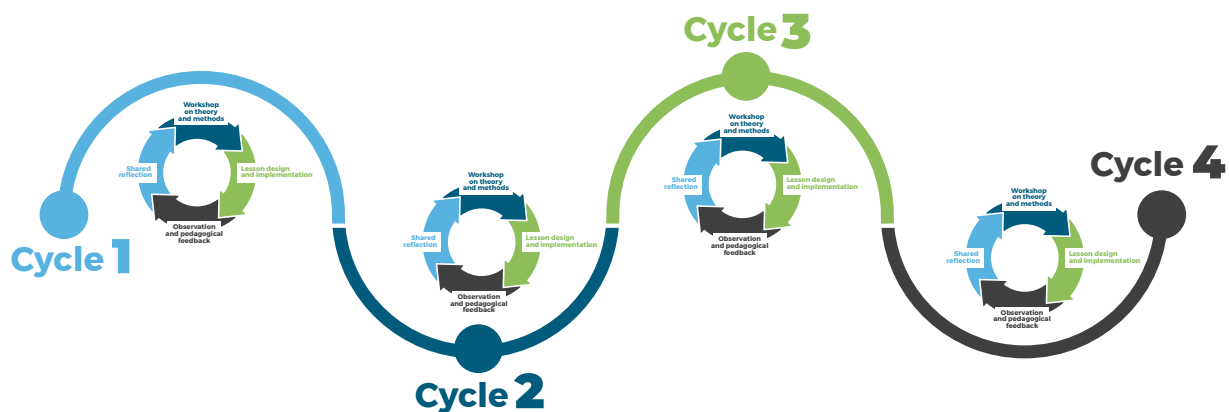 Cycle 1
Workshop
on theory
and methods
Shared
reflection
Lesson design
and implementation
Observation
and pedagogical
feedback
Cycle 2
Workshop
on theory
and methods
Shared
reflection
Lesson design
and implementation
Observation
and pedagogical
feedback
Cycle 3
Workshop
on theory
and methods
Shared
reflection
Lesson design
and implementation
Observation
and pedagogical
feedback
Cycle 4
Workshop
on theory
and methods
Shared
reflection
Lesson design
and implementation
Observation
and pedagogical
feedback